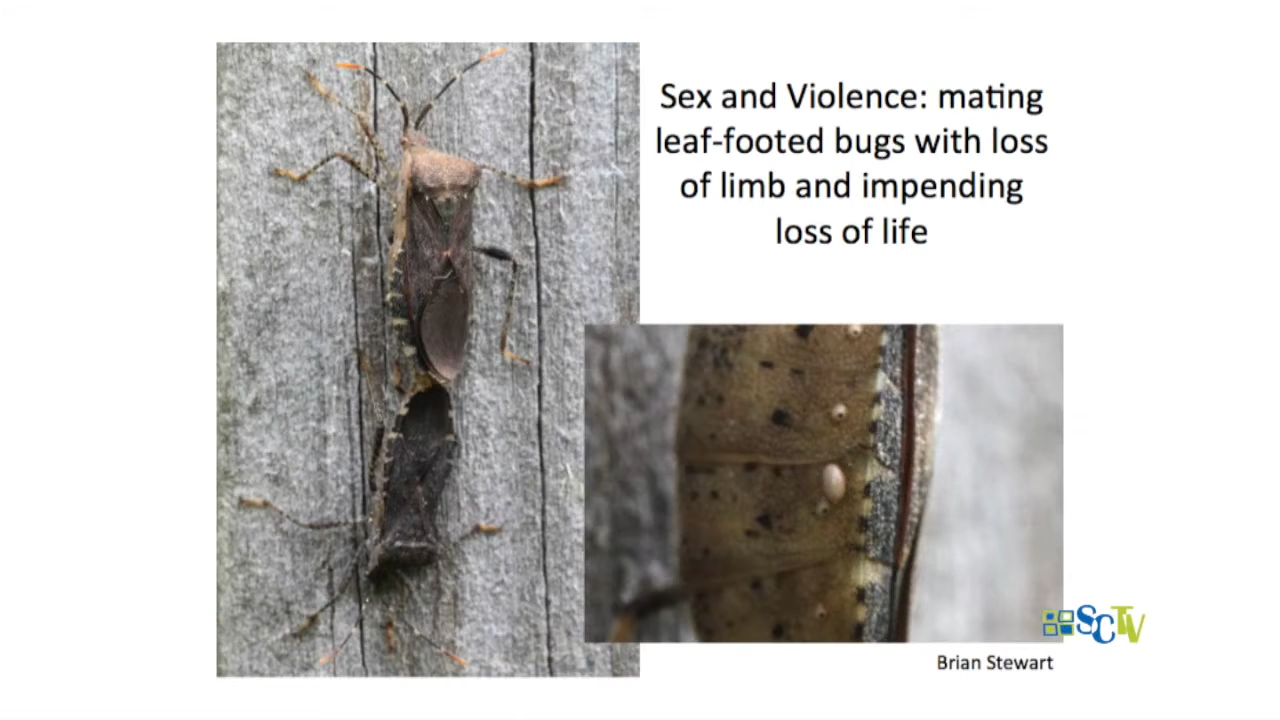 Sex and Violence: mating
leaf-footed bugs with loss
of limb and impending
loss of life
SCTV
Brian Stewart